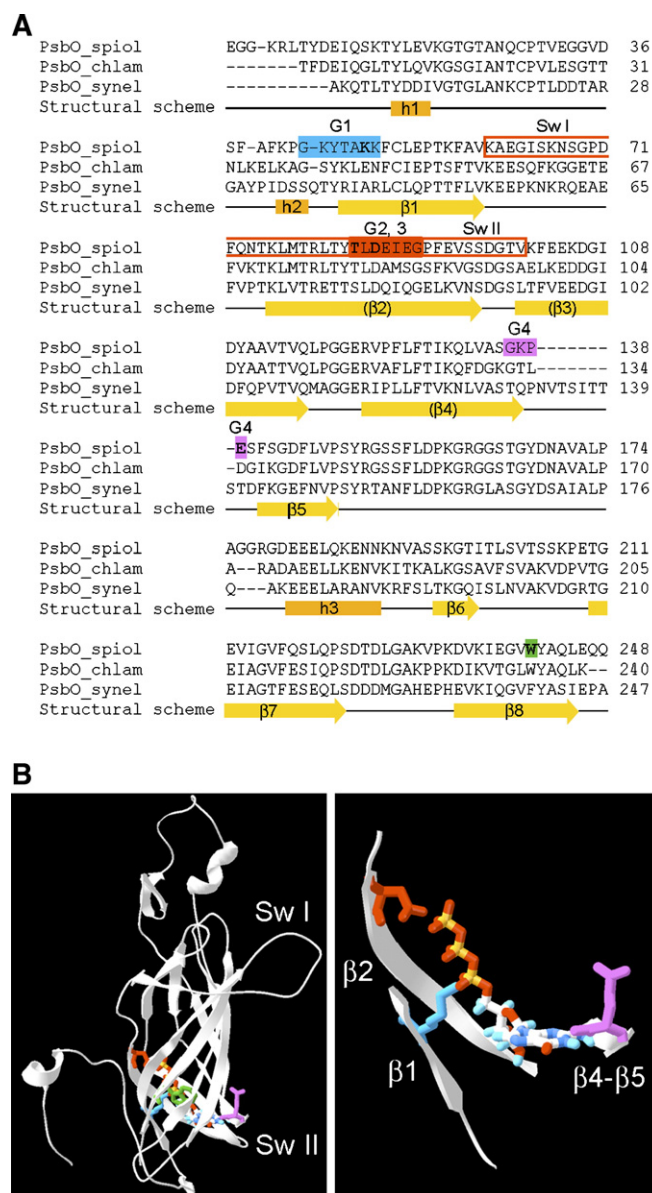 A
PsbO_spiol EGG-KRLTYDEIQSKTYLEVKGTGTANQCPTVEGGVD 36
PsbO_chlam -------TFDEIQGLTYLQVKGSGIANTCPVLESGTT 31
PsbO_synel -------AKQTLTYDDIVGTGLANKCPTLDDTAR 28
Structural scheme h1
G1 Sw I
PsbO_spiol SF-AFKPG-KYTAKKFCLEPTKFAVKAEGISKNSGPD 71
PsbO_chlam NLKELKAG-SYKLENFCIEPTSFTVKEESQFKGGETE 67
PsbO_synel GAYPIDSSQTYRIARLCLQPTTFLVKEEPKNKRQEAE 65
Structural scheme h2 β1
G2, 3 Sw II
PsbO_spiol FQNTKLMTRLTYTLDEIEGPFEVSSDGTVKFEEKDGI 108
PsbO_chlam FVKTKLMTRLTYTLDAMSGSFKVGSDGSAELKEDDGI 104
PsbO_synel FVPTKLVTRETTSLDQIQGELKVNSDGSLTFVEEDGI 102
Structural scheme (β2) (β3)
G4
PsbO_spiol DYAAVTVQLPGGERVPFLFTIKQLVASGKP------- 138
PsbO_chlam DYAATTVQLPGGERVAFLFTIKQFDGKGTL------- 134
PsbO_synel DFQPVTVQMAGGERIPLLFTVKNLVASTQPNVTSITT 139
Structural scheme (β4)
G4
PsbO_spiol -ESFSGDFLVPSYRGSSFLDPKGRGGSTGYDNAVALP 174
PsbO_chlam -DGIKGDFLVPSYRGSSFLDPKGRGGSTGYDNAVALP 170
PsbO_synel STDFKGEFNVPSYRTANFLDPKGRGLASGYDSAIALP 176
Structural scheme β5
PsbO_spiol AGGRGDEEELQKENNKNVASSKGTITLSVTSSKPETG 211
PsbO_chlam A--RADAEELLKENVKITKALKGSAVFSVAKVDPVTG 205
PsbO_synel Q---AKEEELARANVKRFSLTKGQISLNVAKVDGRTG 210
Structural scheme h3 β6
PsbO_spiol EVIGVFQSLQPSDTDLGAKVPKDVKIEGVWYAQLEQQ 248
PsbO_chlam EIAGVFESIQPSDTDLGAKPPKDIKVTGLWYAQLK-- 240
PsbO_synel EIAGTFESEQLSDDDMGAHEPHEVKIQGVFYASIEPA 247
Structural scheme β7 β8
B
Sw I
Sw II
β2
β1
β4-β5